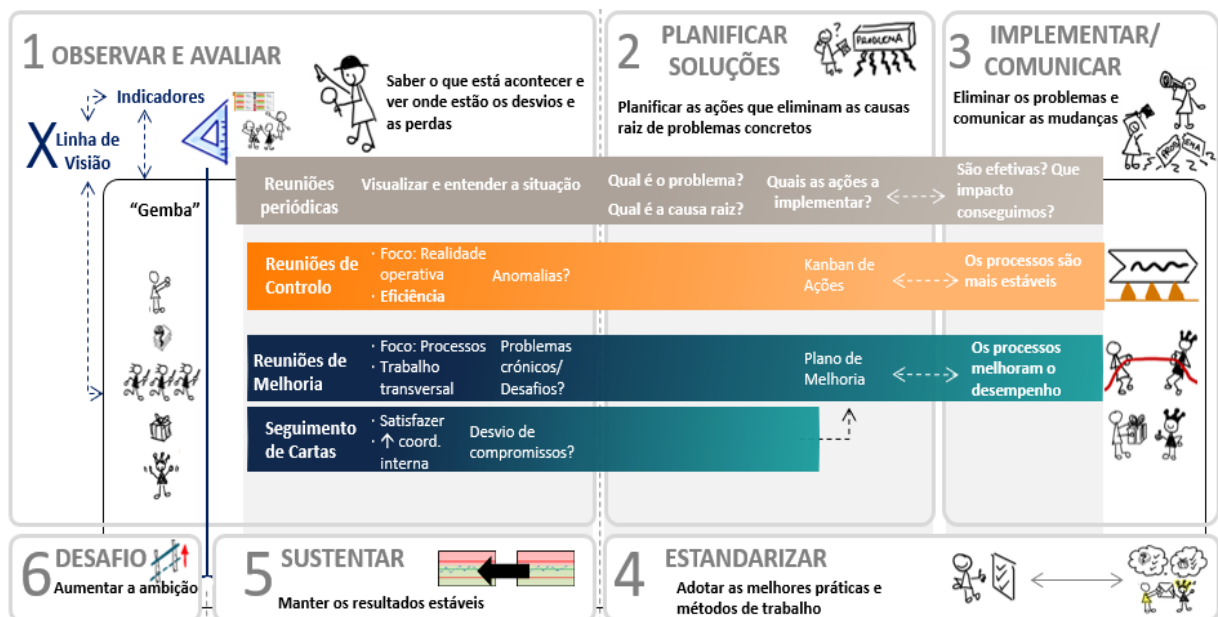 1 OBSERVAR E AVALIAR
Indicadores
X Linha de
Visião
Saber o que está acontecer e
ver onde estão os desvios e
as perdas
2 PLANIFICAR
SOLUÇÕES
PROBLEMA
Planificar as ações que eliminam as causas
raiz de problemas concretos
3 IMPLEMENTAR/
COMUNICAR
Eliminar os problemas e
comunicar as mudanças
PROB
EMA
"Gemba"
Reuniões
periódicas
Visualizar e entender a situação
Qual é o problema?
Qual é a causa raiz?
Quais as ações a
implementar?
São efetivas? Que
impacto
conseguimos?
Reuniões de
Controlo
· Foco: Realidade
operativa
· Eficiência
Anomalias?
Kanban de
Ações
Os processos são
mais estáveis
Reuniões de
Melhoria
· Foco: Processos
· Trabalho
transversal
Problemas
crónicos/
Desafios?
Plano de
Melhoria
Os processos
melhoram o
desempenho
Seguimento
de Cartas
· Satisfazer
· ↑ coord.
interna
Desvio de
compromissos?
6 DESAFIO
Aumentar a ambição
5 SUSTENTAR
Manter os resultados estáveis
4 ESTANDARIZAR
Adotar as melhores práticas e
métodos de trabalho